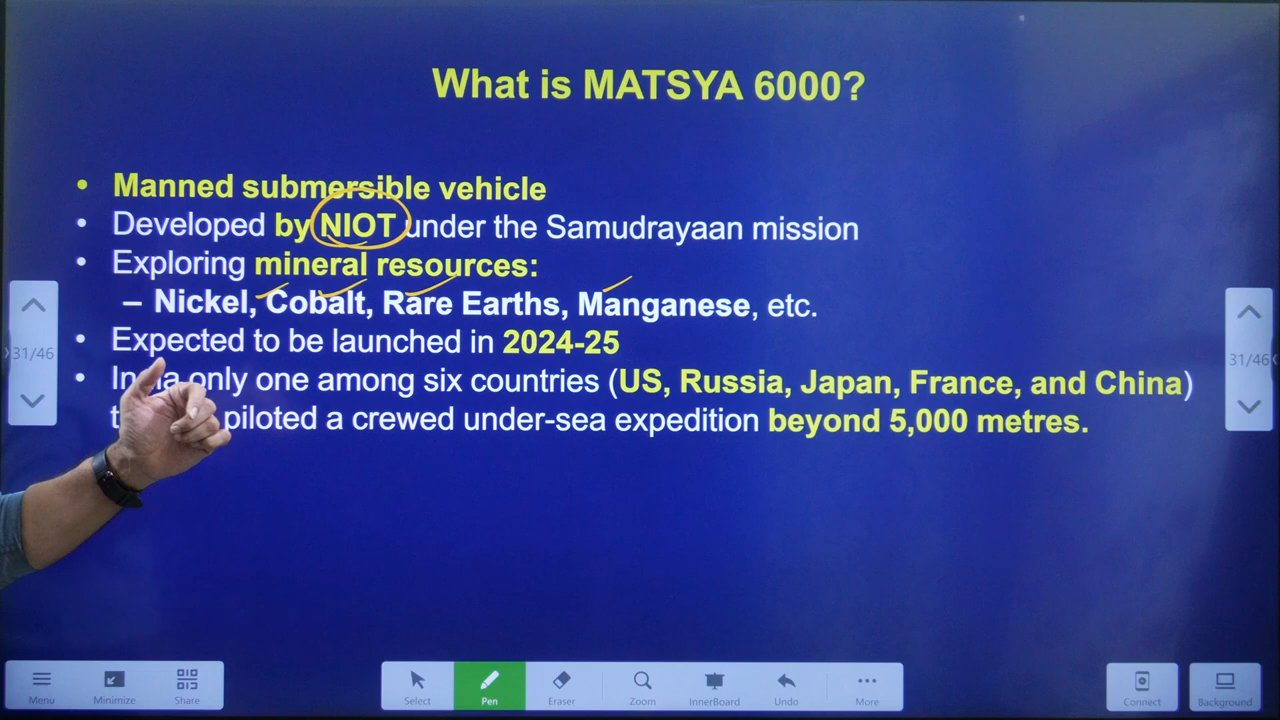 What is MATSYA 6000?
• Manned submersible vehicle
• Developed by NIOT under the Samudrayaan mission
• Exploring mineral resources:
– Nickel, Cobalt, Rare Earths, Manganese, etc.
• Expected to be launched in 2024-25
• India only one among six countries (US, Russia, Japan, France, and China)
piloted a crewed under-sea expedition beyond 5,000 metres.
31/46
31/46
Menu Minimize Share Select Pen Eraser Zoom InnerBoard Undo More Connect Background